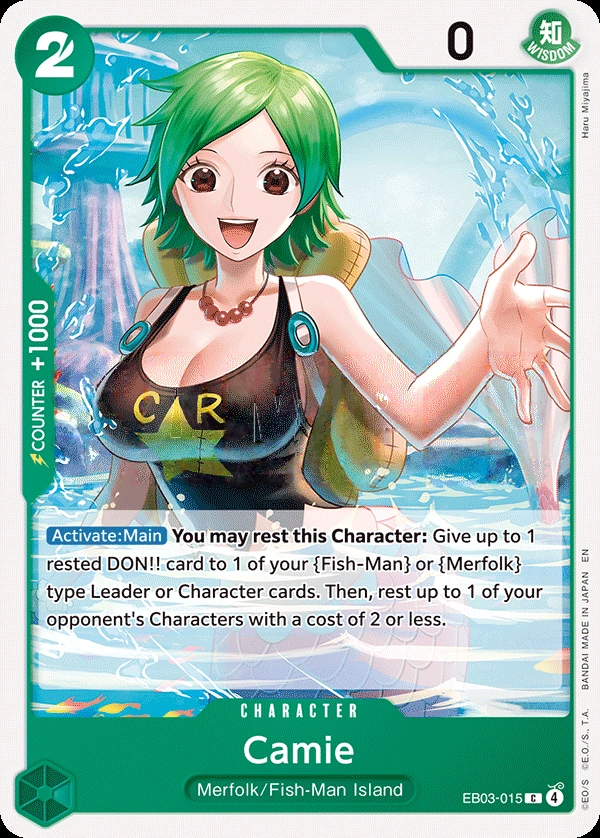 2
0
知
WISDOM
Haru Miyajima
COUNTER +1000
CAR
Activate:Main You may rest this Character: Give up to 1
rested DON!! card to 1 of your {Fish-Man} or {Merfolk}
type Leader or Character cards. Then, rest up to 1 of your
opponent's Characters with a cost of 2 or less.
©EO/S ©E.O./S., T.A. BANDAI MADE IN JAPAN EN
CHARACTER
Camie
Merfolk/Fish-Man Island
EB03-015 C 4